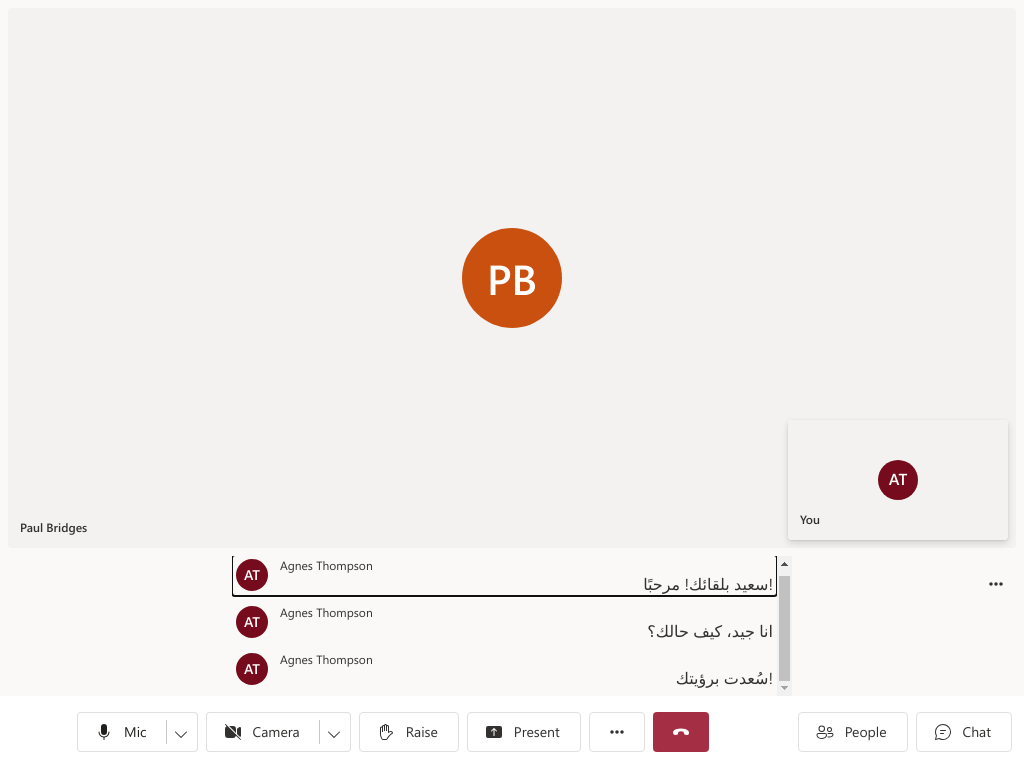 PB
AT
You
Paul Bridges
AT
Agnes Thompson
!سعيد بلقائك! مرحبًا
AT
Agnes Thompson
انا جيد، كيف حالك؟
AT
Agnes Thompson
!سُعدت برؤيتك
Mic
Camera
Raise
Present
People
Chat